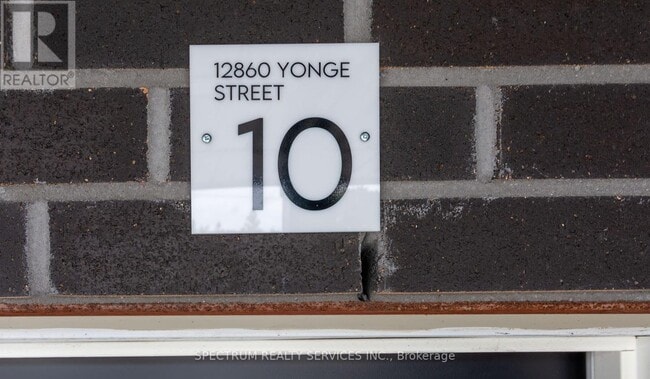 REALTOR®
12860 YONGE
STREET
10
SPECTRUM REALTY SERVICES INC., Brokerage